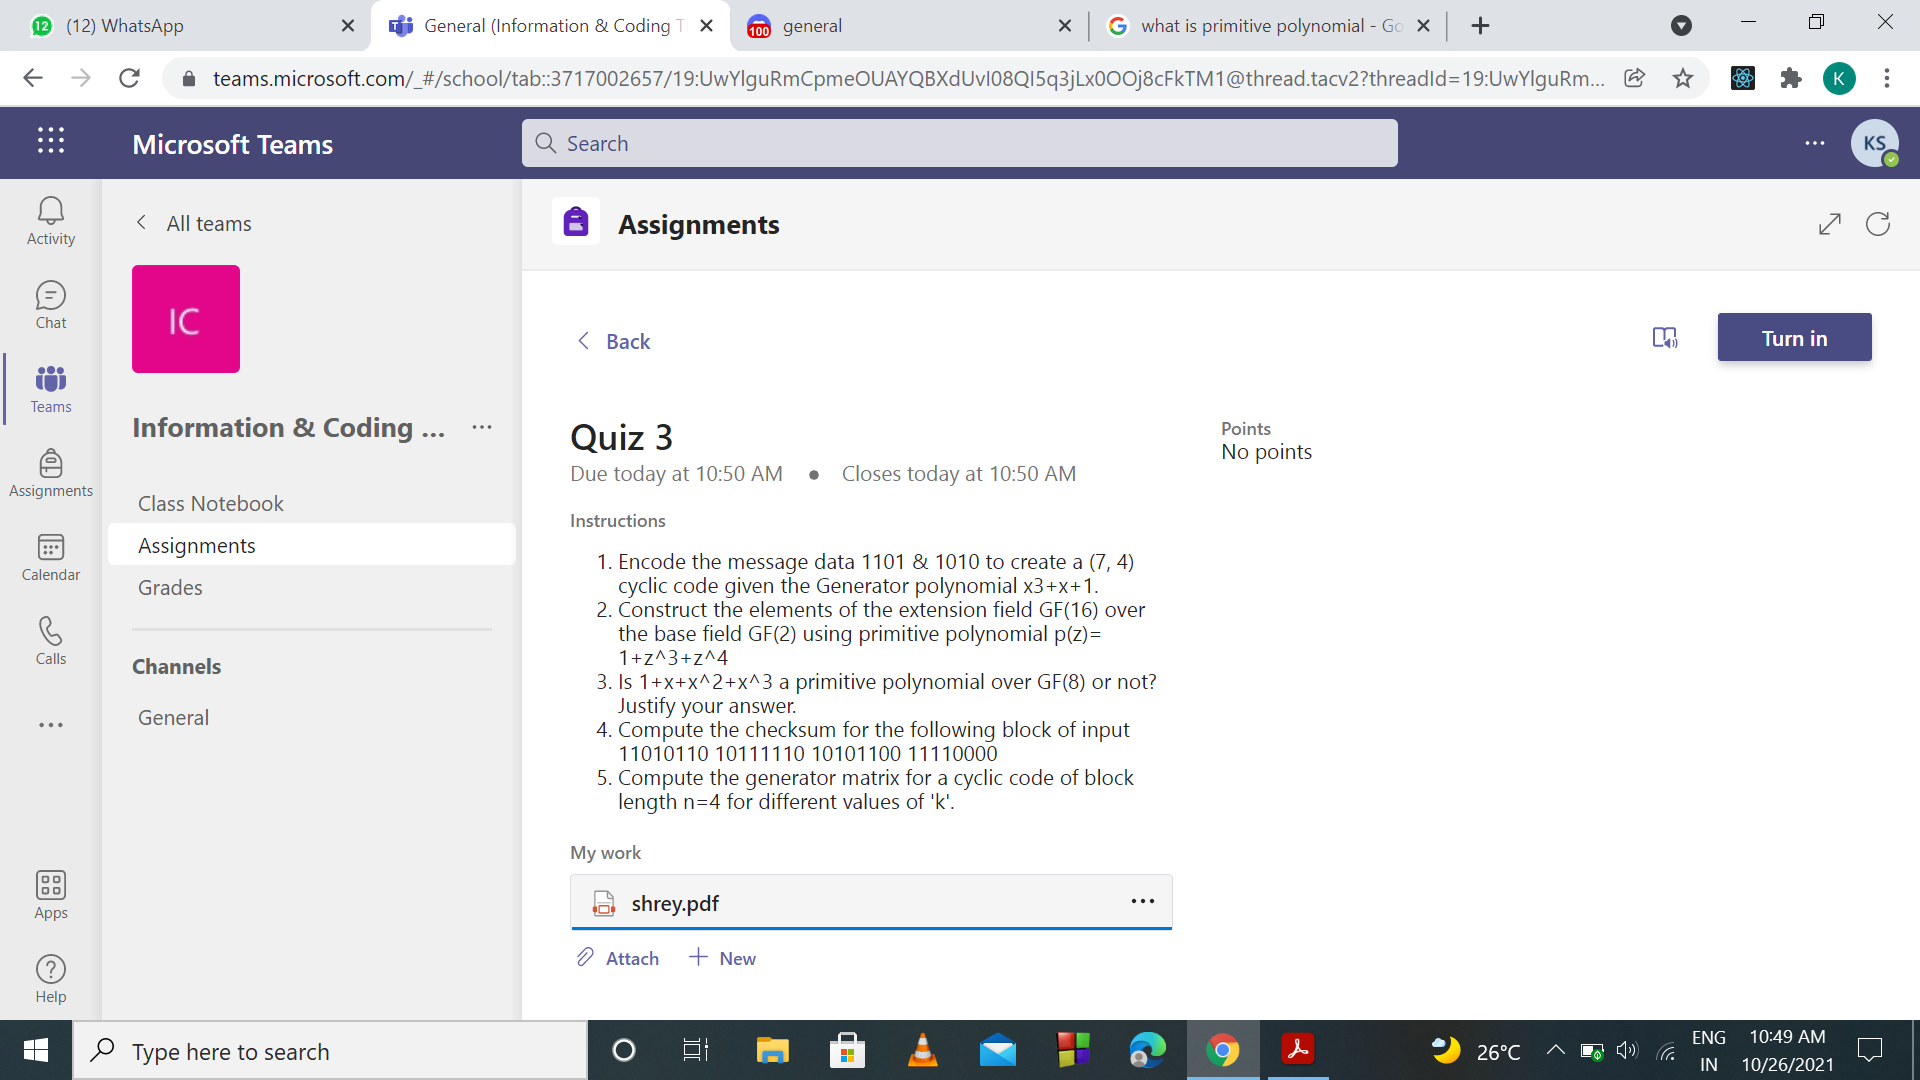 (12) WhatsApp
General (Information & Coding T
general
what is primitive polynomial - Go
teams.microsoft.com/_#/school/tab::3717002657/19:UwYlguRmCpmeOUAYQBXdUvI08QI5q3jLx0OOj8cFkTM1@thread.tacv2?threadId=19:UwYlguRm...
K
Microsoft Teams
Search
KS
Activity
Chat
Teams
Assignments
Calendar
Calls
Apps
Help
All teams
IC
Information & Coding ...
Class Notebook
Assignments
Grades
Channels
General
Assignments
Back
Turn in
Quiz 3
Due today at 10:50 AM • Closes today at 10:50 AM
Points
No points
Instructions
1. Encode the message data 1101 & 1010 to create a (7, 4)
cyclic code given the Generator polynomial x3+x+1.
2. Construct the elements of the extension field GF(16) over
the base field GF(2) using primitive polynomial p(z)=
1+z^3+z^4
3. Is 1+x+x^2+x^3 a primitive polynomial over GF(8) or not?
Justify your answer.
4. Compute the checksum for the following block of input
11010110 10111110 10101100 11110000
5. Compute the generator matrix for a cyclic code of block
length n=4 for different values of 'k'.
My work
shrey.pdf
Attach
New
Type here to search
26°C
ENG
IN
10:49 AM
10/26/2021